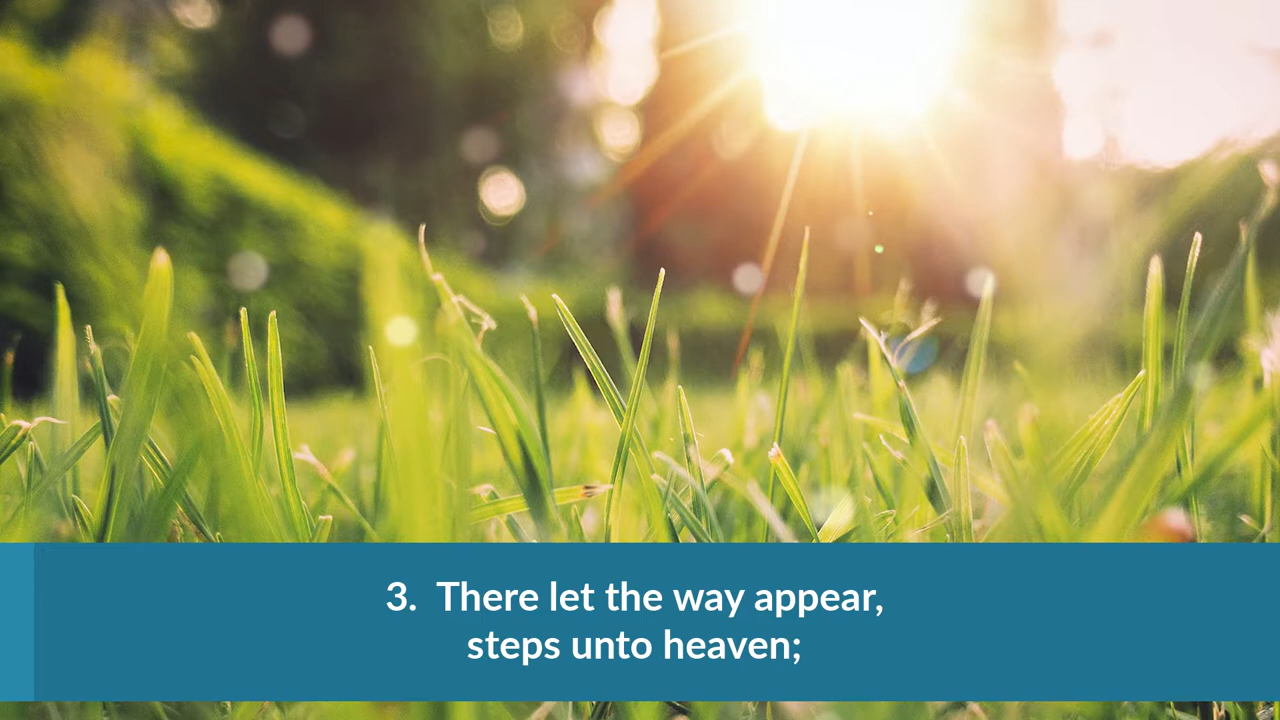 3.  There let the way appear,
steps unto heaven;